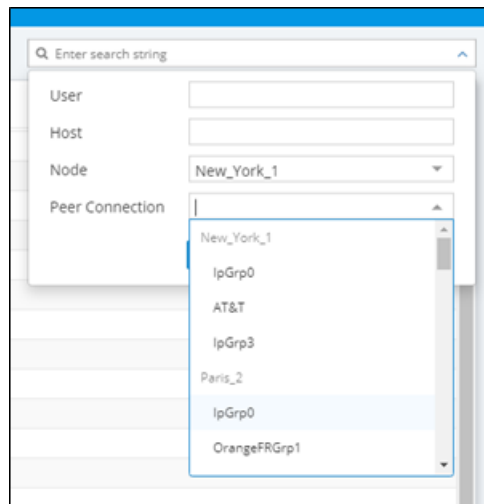 Enter search string
User
Host
Node New_York_1
Peer Connection
New_York_1
IpGrp0
AT&T
IpGrp3
Paris_2
IpGrp0
OrangeFRGrp1